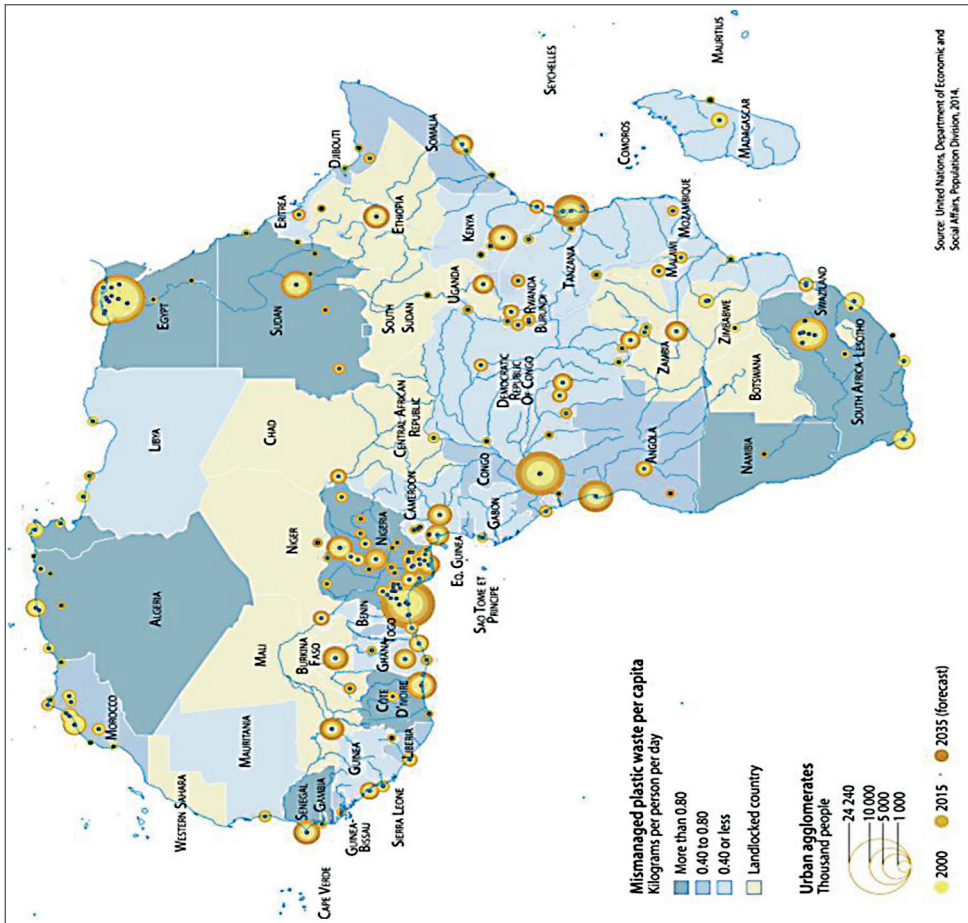 MOROCCO
ALGERIA
LIBYA
EGYPT
WESTERN SAHARA
MAURITANIA
MALI
NIGER
CHAD
SUDAN
ERITREA
DJIBOUTI
CAPE VERDE
SENEGAL
GAMBIA
GUINEA-
BISSAU
GUINEA
SIERRA LEONE
LIBERIA
CÔTE
D'NOIRE
BURKINA
FASO
GHANA
TOGO
BENIN
NIGERIA
CAMEROON
CENTRAL AFRICAN
REPUBLIC
SOUTH
SUDAN
ETHIOPIA
SOMALIA
EQ. GUINEA
SAO TOME ET
PRINCIPE
GABON
CONGO
DEMOCRATIC
REPUBLIC
OF CONGO
UGANDA
KENYA
RWANDA
BURUNDI
TANZANIA
SEYCHELLES
COMOROS
ANGOLA
ZAMBIA
MALAWI
MOZAMBIQUE
MADAGASCAR
MAURITIUS
NAMIBIA
BOTSWANA
ZIMBABWE
SWAZILAND
SOUTH AFRICA
LESOTHO
Mismanaged plastic waste per capita
Kilograms per person per day
More than 0.80
0.40 to 0.80
0.40 or less
Landlocked country
Urban agglomerates
Thousand people
24 240
10 000
5 000
1 000
2000
2015
2035 (forecast)
Source: United Nations, Department of Economic and
Social Affairs, Population Division, 2014.